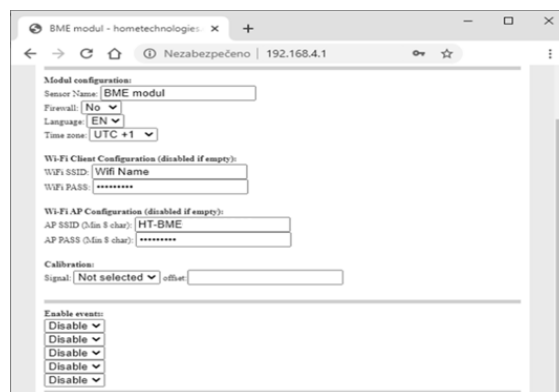 BME modul - hometechnologies.
Nezabezpečeno | 192.168.4.1
Modul configuration:
Sensor Name: BME modul
Firewall: No
Language: EN
Time zone: UTC +1
Wi-Fi Client Configuration (disabled if empty):
WiFi SSID: Wifi Name
WiFi PASS: •••••••••
Wi-Fi AP Configuration (disabled if empty):
AP SSID (Min 8 char): HT-BME
AP PASS (Min 8 char): •••••••••
Calibration:
Signal: Not selected offset:
Enable events:
Disable
Disable
Disable
Disable
Disable